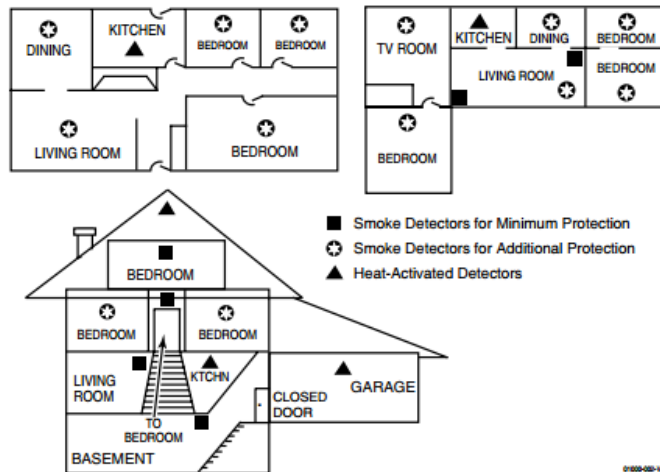 KITCHEN
DINING
BEDROOM
BEDROOM
LIVING ROOM
BEDROOM
TV ROOM
KITCHEN
DINING
BEDROOM
LIVING ROOM
BEDROOM
BEDROOM
Smoke Detectors for Minimum Protection
Smoke Detectors for Additional Protection
Heat-Activated Detectors
BEDROOM
BEDROOM
BEDROOM
LIVING
ROOM
KTCHN
GARAGE
CLOSED
DOOR
TO
BEDROOM
BASEMENT